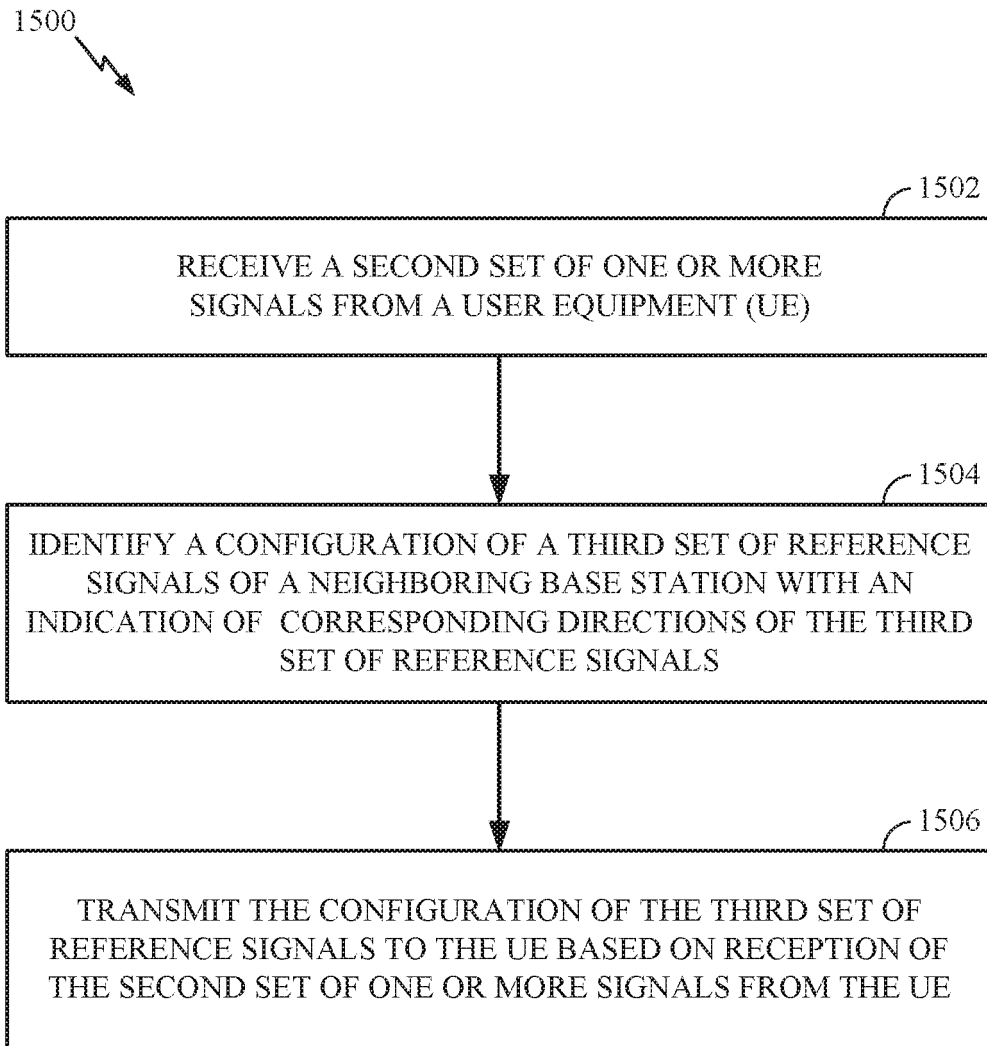 1500
1502
RECEIVE A SECOND SET OF ONE OR MORE
SIGNALS FROM A USER EQUIPMENT (UE)
1504
IDENTIFY A CONFIGURATION OF A THIRD SET OF REFERENCE
SIGNALS OF A NEIGHBORING BASE STATION WITH AN
INDICATION OF CORRESPONDING DIRECTIONS OF THE THIRD
SET OF REFERENCE SIGNALS
1506
TRANSMIT THE CONFIGURATION OF THE THIRD SET OF
REFERENCE SIGNALS TO THE UE BASED ON RECEPTION OF
THE SECOND SET OF ONE OR MORE SIGNALS FROM THE UE